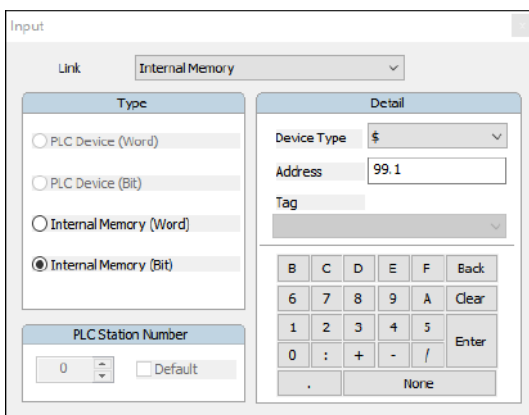 Input
Link Internal Memory
Type
PLC Device (Word)
PLC Device (Bit)
Internal Memory (Word)
Internal Memory (Bit)
PLC Station Number
0 Default
Detail
Device Type $
Address 99.1
Tag
B C D E F Back
6 7 8 9 A Clear
1 2 3 4 5 Enter
0 : + - /
. None